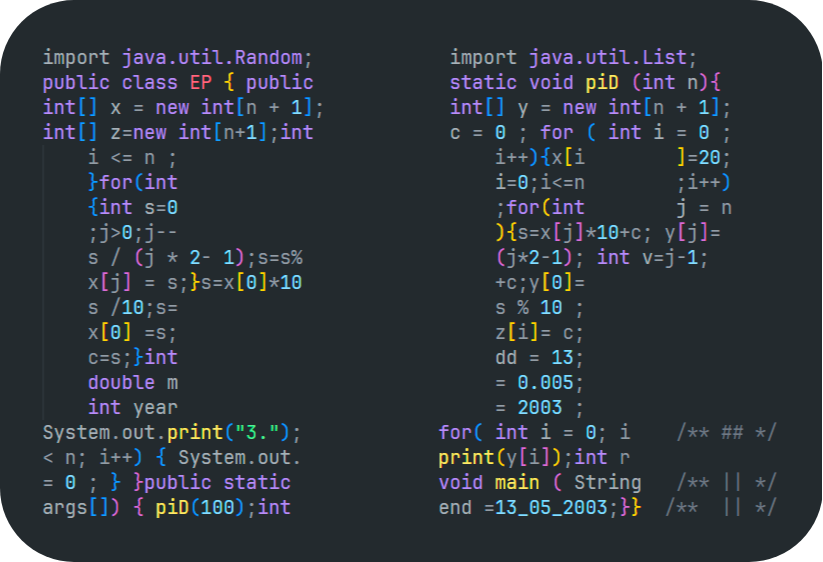 import java.util.Random; import java.util.List;
public class EP { public static void piD (int n){
int[] x = new int[n + 1]; int[] y = new int[n + 1];
int[] z=new int[n+1];int c = 0 ; for ( int i = 0 ;
i <= n ; i++){x[i ]=20;
}for(int i=0;i<=n ;i++)
{int s=0 ;for(int j = n
;j>0;j-- ){s=x[j]*10+c; y[j]=
s / (j * 2- 1);s=s% (j*2-1); int v=j-1;
x[j] = s;}s=x[0]*10 +c;y[0]=
s /10;s= s % 10 ;
x[0] =s; z[i]= c;
c=s;}int dd = 13;
double m = 0.005;
int year = 2003 ;
System.out.print("3."); for( int i = 0; i /** ## */
< n; i++) { System.out. print(y[i]);int r
= 0 ; } }public static void main ( String /** || */
args[]) { piD(100);int end =13_05_2003;}} /** || */